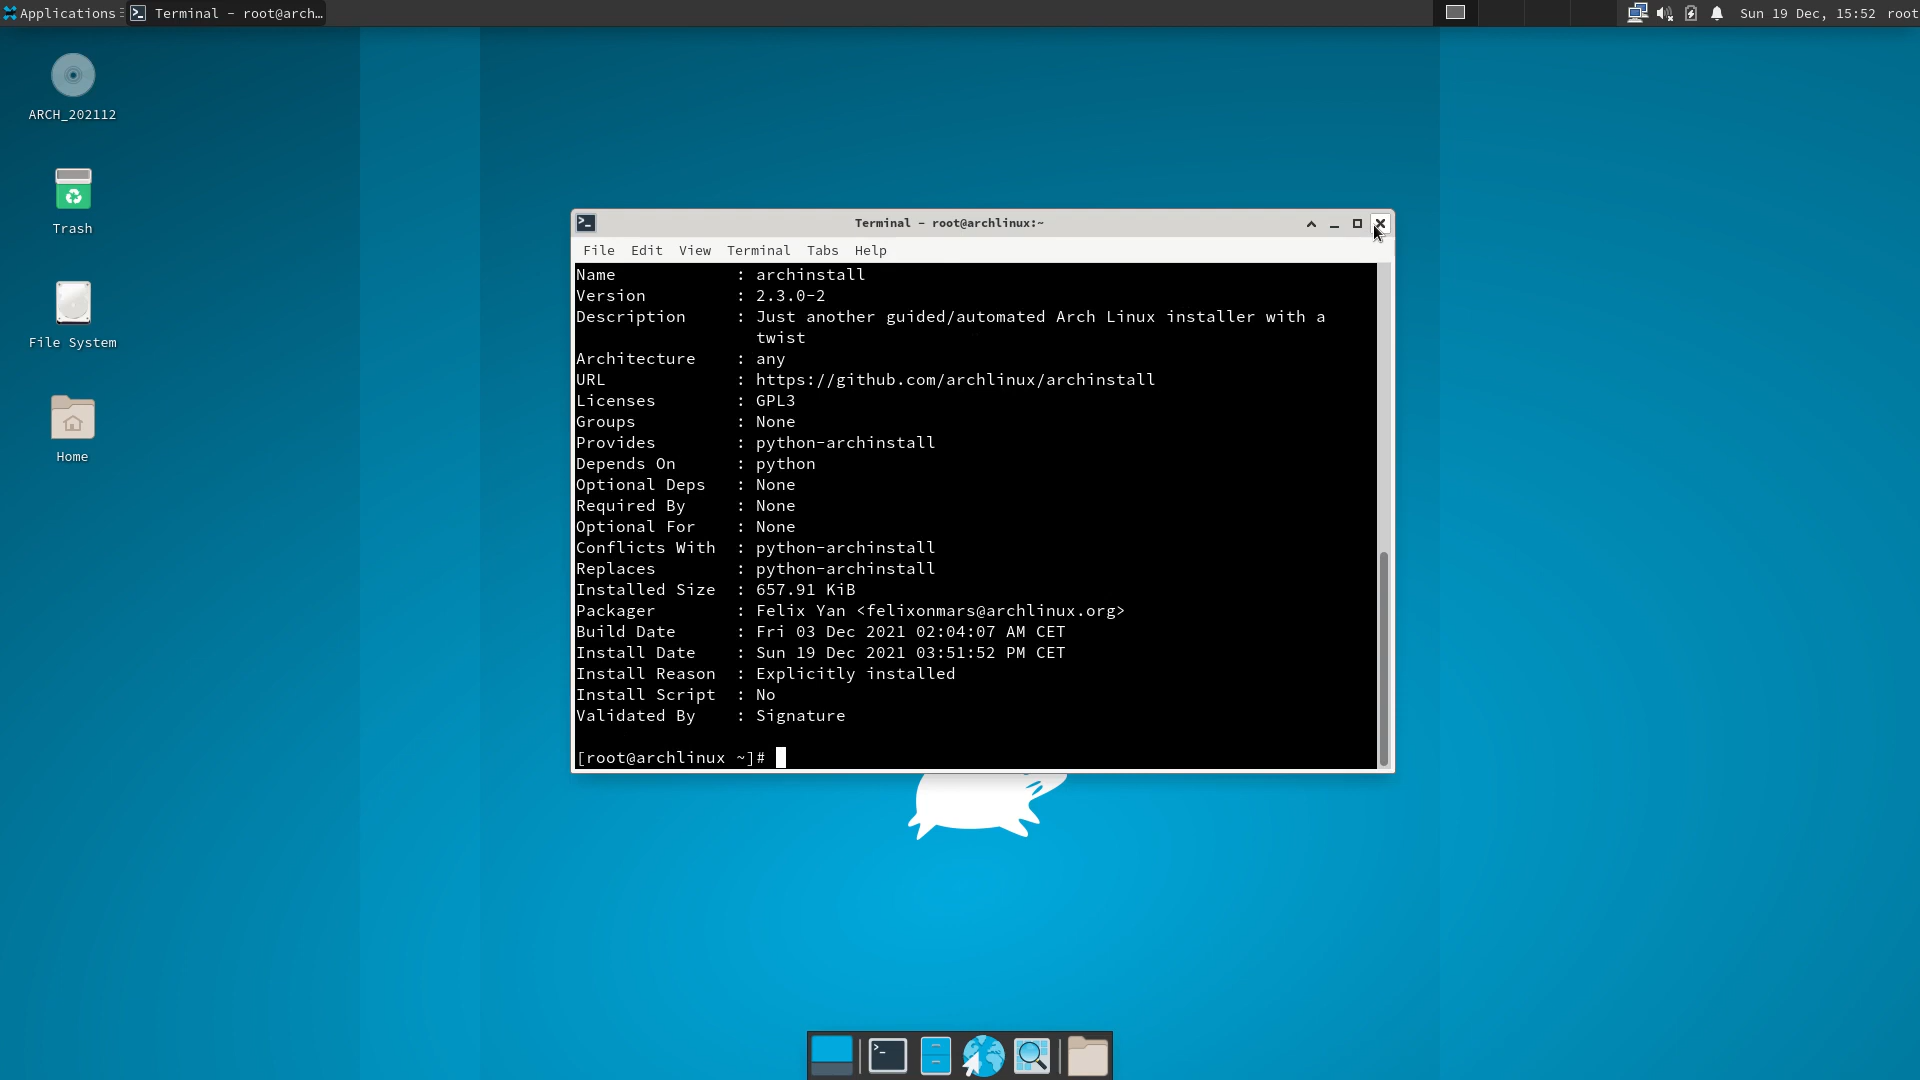 Applications Terminal - root@arch… Sun 19 Dec, 15:52 root
ARCH_202112
Trash
File System
Home
Terminal - root@archlinux:~
File Edit View Terminal Tabs Help
Name : archinstall
Version : 2.3.0-2
Description : Just another guided/automated Arch Linux installer with a
twist
Architecture : any
URL : https://github.com/archlinux/archinstall
Licenses : GPL3
Groups : None
Provides : python-archinstall
Depends On : python
Optional Deps : None
Required By : None
Optional For : None
Conflicts With : python-archinstall
Replaces : python-archinstall
Installed Size : 657.91 KiB
Packager : Felix Yan <felixonmars@archlinux.org>
Build Date : Fri 03 Dec 2021 02:04:07 AM CET
Install Date : Sun 19 Dec 2021 03:51:52 PM CET
Install Reason : Explicitly installed
Install Script : No
Validated By : Signature
[root@archlinux ~]#